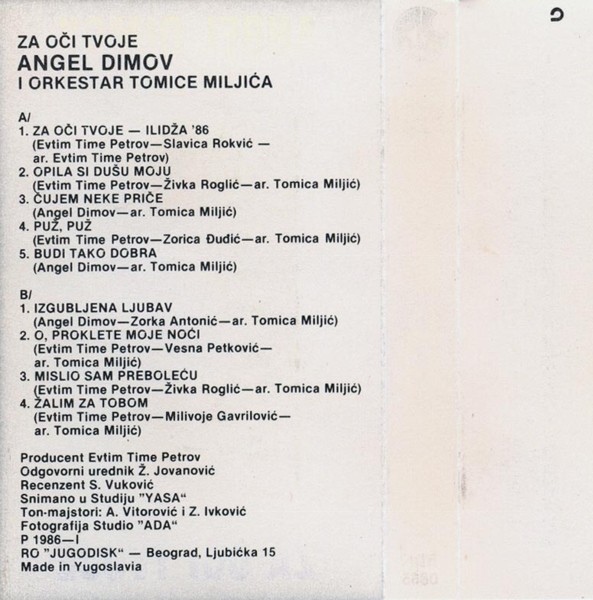 ZA OČI TVOJE
ANGEL DIMOV
I ORKESTAR TOMICE MILJIĆA
A/
1. ZA OČI TVOJE — ILIDŽA '86
(Evtim Time Petrov—Slavica Rokvić —
ar. Evtim Time Petrov)
2. OPILA SI DUŠU MOJU
(Evtim Time Petrov—Živka Roglić—ar. Tomica Miljić)
3. ČUJEM NEKE PRIČE
(Angel Dimov—ar. Tomica Miljić)
4. PUŽ, PUŽ
(Evtim Time Petrov—Zorica Đuđić—ar. Tomica Miljić)
5. BUDI TAKO DOBRA
(Angel Dimov—ar. Tomica Miljić)
B/
1. IZGUBLJENA LJUBAV
(Angel Dimov—Zorka Antonić—ar. Tomica Miljić)
2. O, PROKLETE MOJE NOĆI
(Evtim Time Petrov—Vesna Petković—
ar. Tomica Miljić)
3. MISLIO SAM PREBOLEĆU
(Evtim Time Petrov—Živka Roglić—ar. Tomica Miljić)
4. ŽALIM ZA TOBOM
(Evtim Time Petrov—Milivoje Gavrilović—
ar. Tomica Miljić)
Producent Evtim Time Petrov
Odgovorni urednik Ž. Jovanović
Recenzent S. Vuković
Snimano u Studiju "YASA"
Ton-majstori: A. Vitorović i Z. Ivković
Fotografija Studio "ADA"
P 1986—I
RO "JUGODISK" — Beograd, Ljubićka 15
Made in Yugoslavia